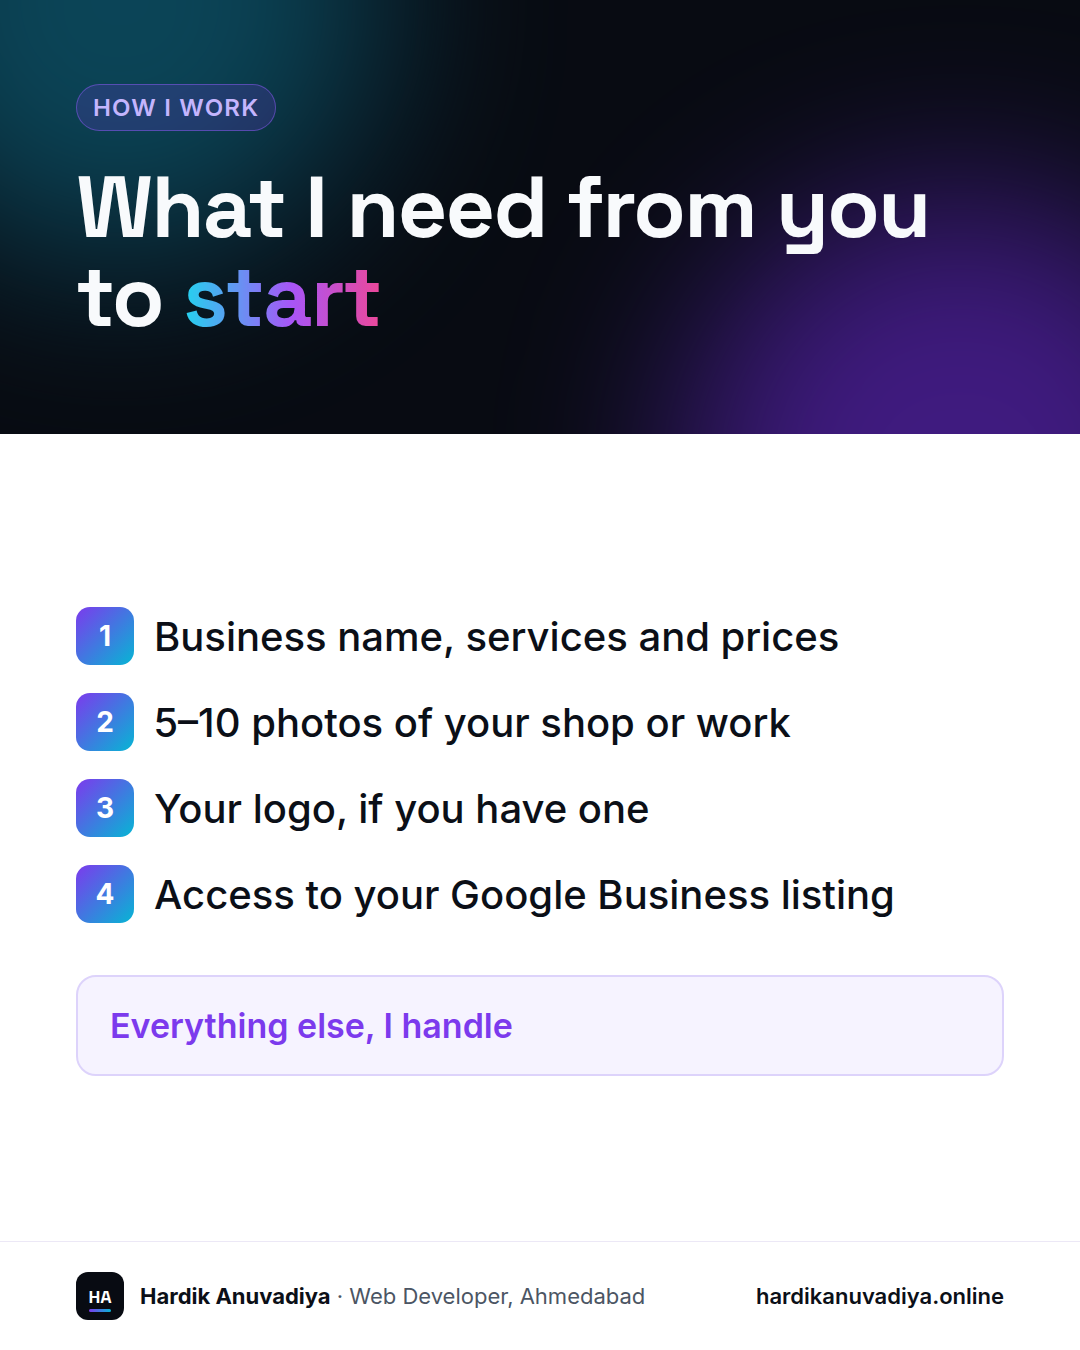 HOW I WORK
What I need from you
to start
1 Business name, services and prices
2 5–10 photos of your shop or work
3 Your logo, if you have one
4 Access to your Google Business listing
Everything else, I handle
HA Hardik Anuvadiya · Web Developer, Ahmedabad hardikanuvadiya.online